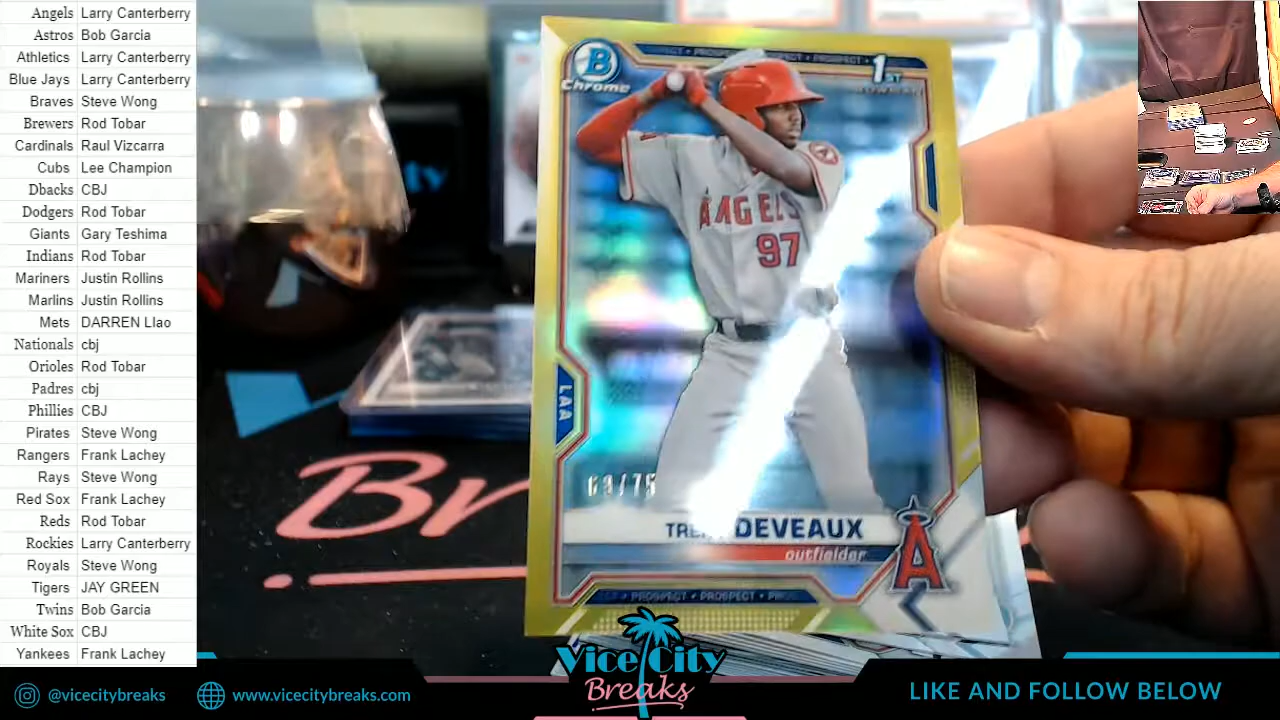 Angels Larry Canterberry
Astros Bob Garcia
Athletics Larry Canterberry
Blue Jays Larry Canterberry
Braves Steve Wong
Brewers Rod Tobar
Cardinals Raul Vizcarra
Cubs Lee Champion
Dbacks CBJ
Dodgers Rod Tobar
Giants Gary Teshima
Indians Rod Tobar
Mariners Justin Rollins
Marlins Justin Rollins
Mets DARREN LIao
Nationals cbj
Orioles Rod Tobar
Padres cbj
Phillies CBJ
Pirates Steve Wong
Rangers Frank Lachey
Rays Steve Wong
Red Sox Frank Lachey
Reds Rod Tobar
Rockies Larry Canterberry
Royals Steve Wong
Tigers JAY GREEN
Twins Bob Garcia
White Sox CBJ
Yankees Frank Lachey
B
Chrome
PROSPECT
1ST
BOWMAN
ANGELS
97
LAA
DEVEAUX
outfielder
A
PROSPECT • PROSPECT
Vice City
Breaks
@vicecitybreaks
www.vicecitybreaks.com
LIKE AND FOLLOW BELOW